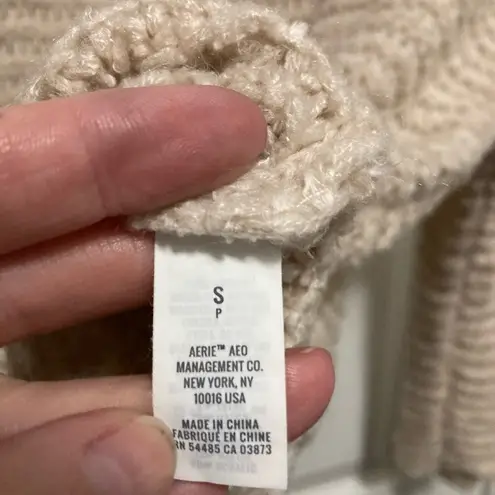 S
P
AERIE™ AEO
MANAGEMENT CO.
NEW YORK, NY
10016 USA
MADE IN CHINA
FABRIQUÉ EN CHINE
RN 54485 CA 03873